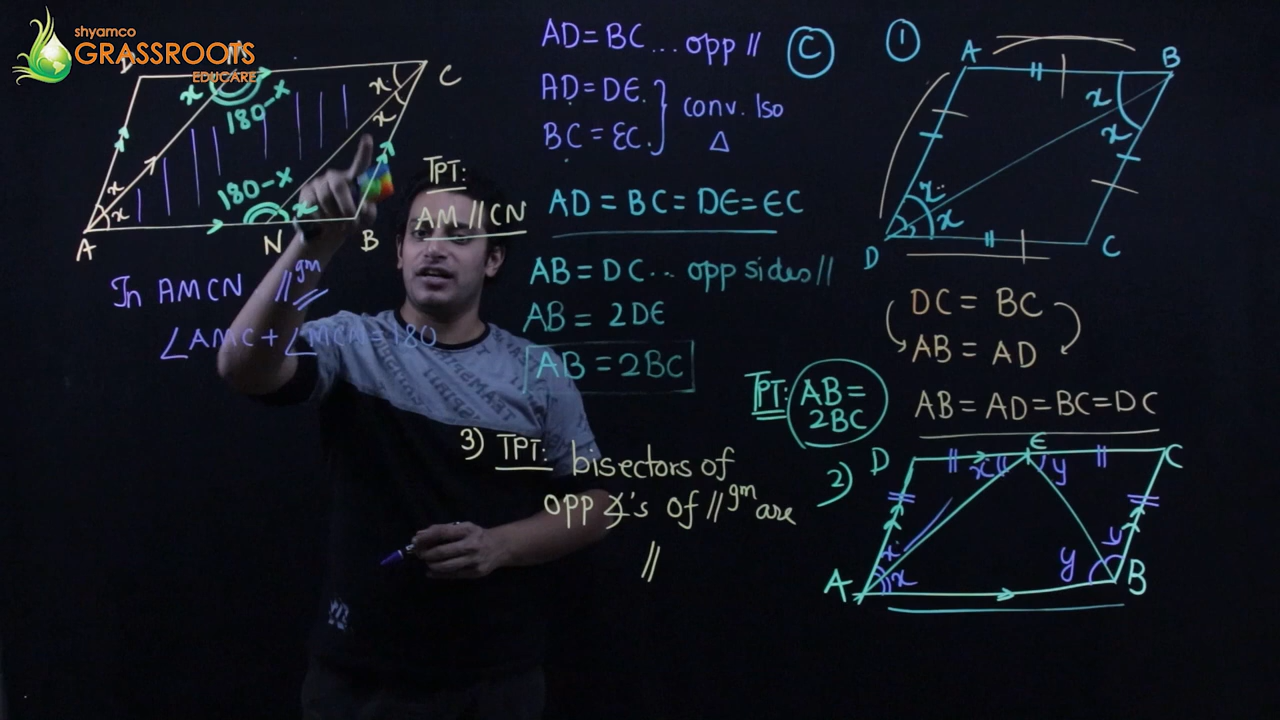 shyamco
GRASSROOTS
EDUCARE
C
x
x
x
180-x
x
x
180-x
x
A
N
B
In AMCN ||gm
∠AMC + ∠MCN = 180
TPT:
AM || CN
AD = BC ... opp ||
C
AD = DE.
BC = EC.
conv. Iso
Δ
AD = BC = DE = EC
AB = DC .. opp sides ||
AB = 2DE
AB = 2BC
3) TPT: bisectors of
opp ∠'s of ||gm are
||
1
A
B
x
x
x
x
D
C
DC = BC
AB = AD
AB = AD = BC = DC
TPT: AB =
2BC
2)
D
E
C
x
y
x
x
y
y
A
B